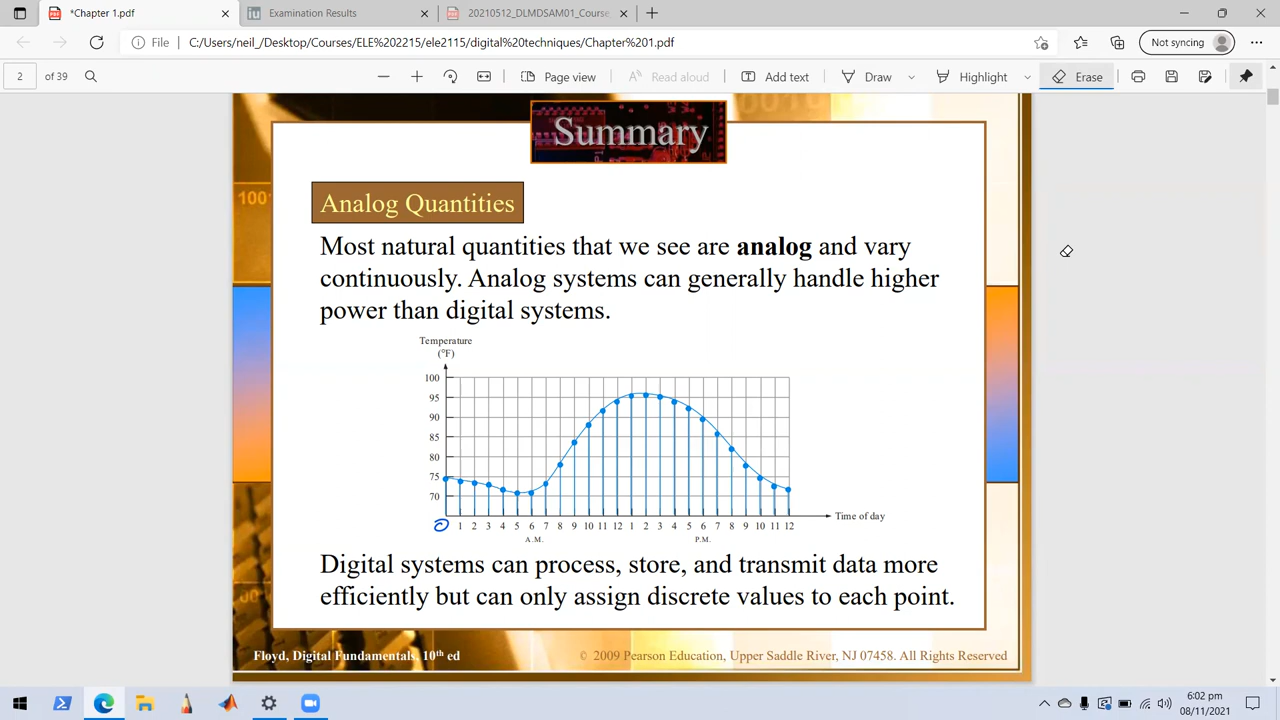 *Chapter 1.pdf
Examination Results
20210512_DLMDSAM01_Course
File C:/Users/neil_/Desktop/Courses/ELE%202215/ele2115/digital%20techniques/Chapter%201.pdf
Not syncing
2 of 39
Page view
Read aloud
Add text
Draw
Highlight
Erase
Summary
Analog Quantities
Most natural quantities that we see are analog and vary
continuously. Analog systems can generally handle higher
power than digital systems.
Temperature
(°F)
100
95
90
85
80
75
70
0 1 2 3 4 5 6 7 8 9 10 11 12 1 2 3 4 5 6 7 8 9 10 11 12
Time of day
A.M. P.M.
Digital systems can process, store, and transmit data more
efficiently but can only assign discrete values to each point.
Floyd, Digital Fundamentals, 10th ed
© 2009 Pearson Education, Upper Saddle River, NJ 07458. All Rights Reserved
6:02 pm
08/11/2021